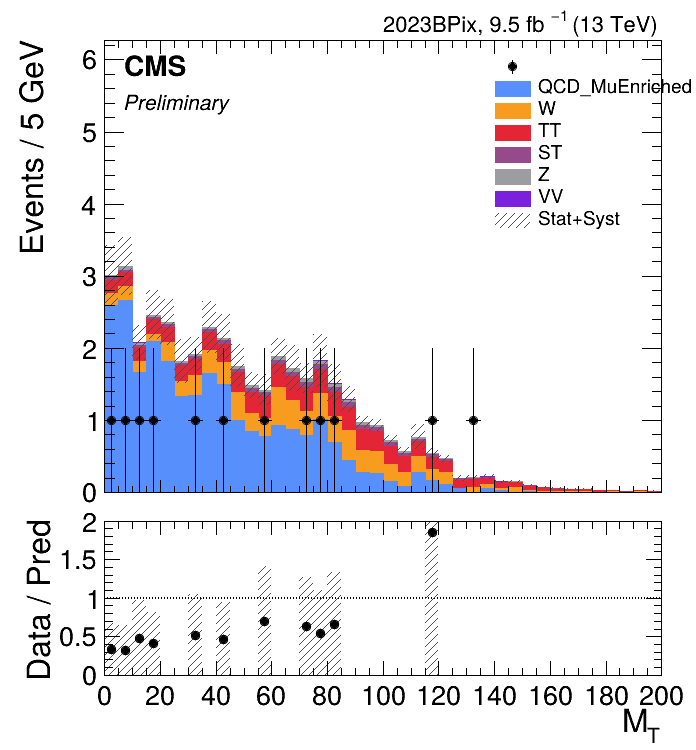 2023BPix, 9.5 fb⁻¹ (13 TeV)
CMS
Preliminary
QCD_MuEnriched
W
TT
ST
Z
VV
Stat+Syst
Events / 5 GeV
6
5
4
3
2
1
0
Data / Pred
2
1.5
1
0.5
0
0 20 40 60 80 100 120 140 160 180 200
M_T